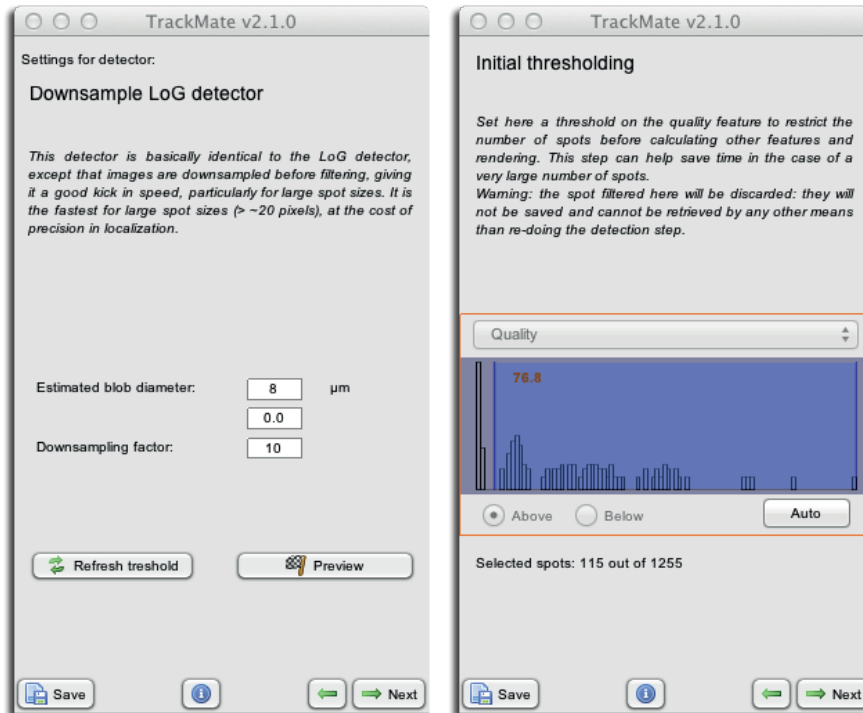 TrackMate v2.1.0
Settings for detector:
Downsample LoG detector
This detector is basically identical to the LoG detector,
except that images are downsampled before filtering, giving
it a good kick in speed, particularly for large spot sizes. It is
the fastest for large spot sizes (> ~20 pixels), at the cost of
precision in localization.
Estimated blob diameter:
8
µm
0.0
Downsampling factor:
10
Refresh treshold
Preview
Save
Next
TrackMate v2.1.0
Initial thresholding
Set here a threshold on the quality feature to restrict the
number of spots before calculating other features and
rendering. This step can help save time in the case of a
very large number of spots.
Warning: the spot filtered here will be discarded: they will
not be saved and cannot be retrieved by any other means
than re-doing the detection step.
Quality
76.8
Above
Below
Auto
Selected spots: 115 out of 1255
Save
Next